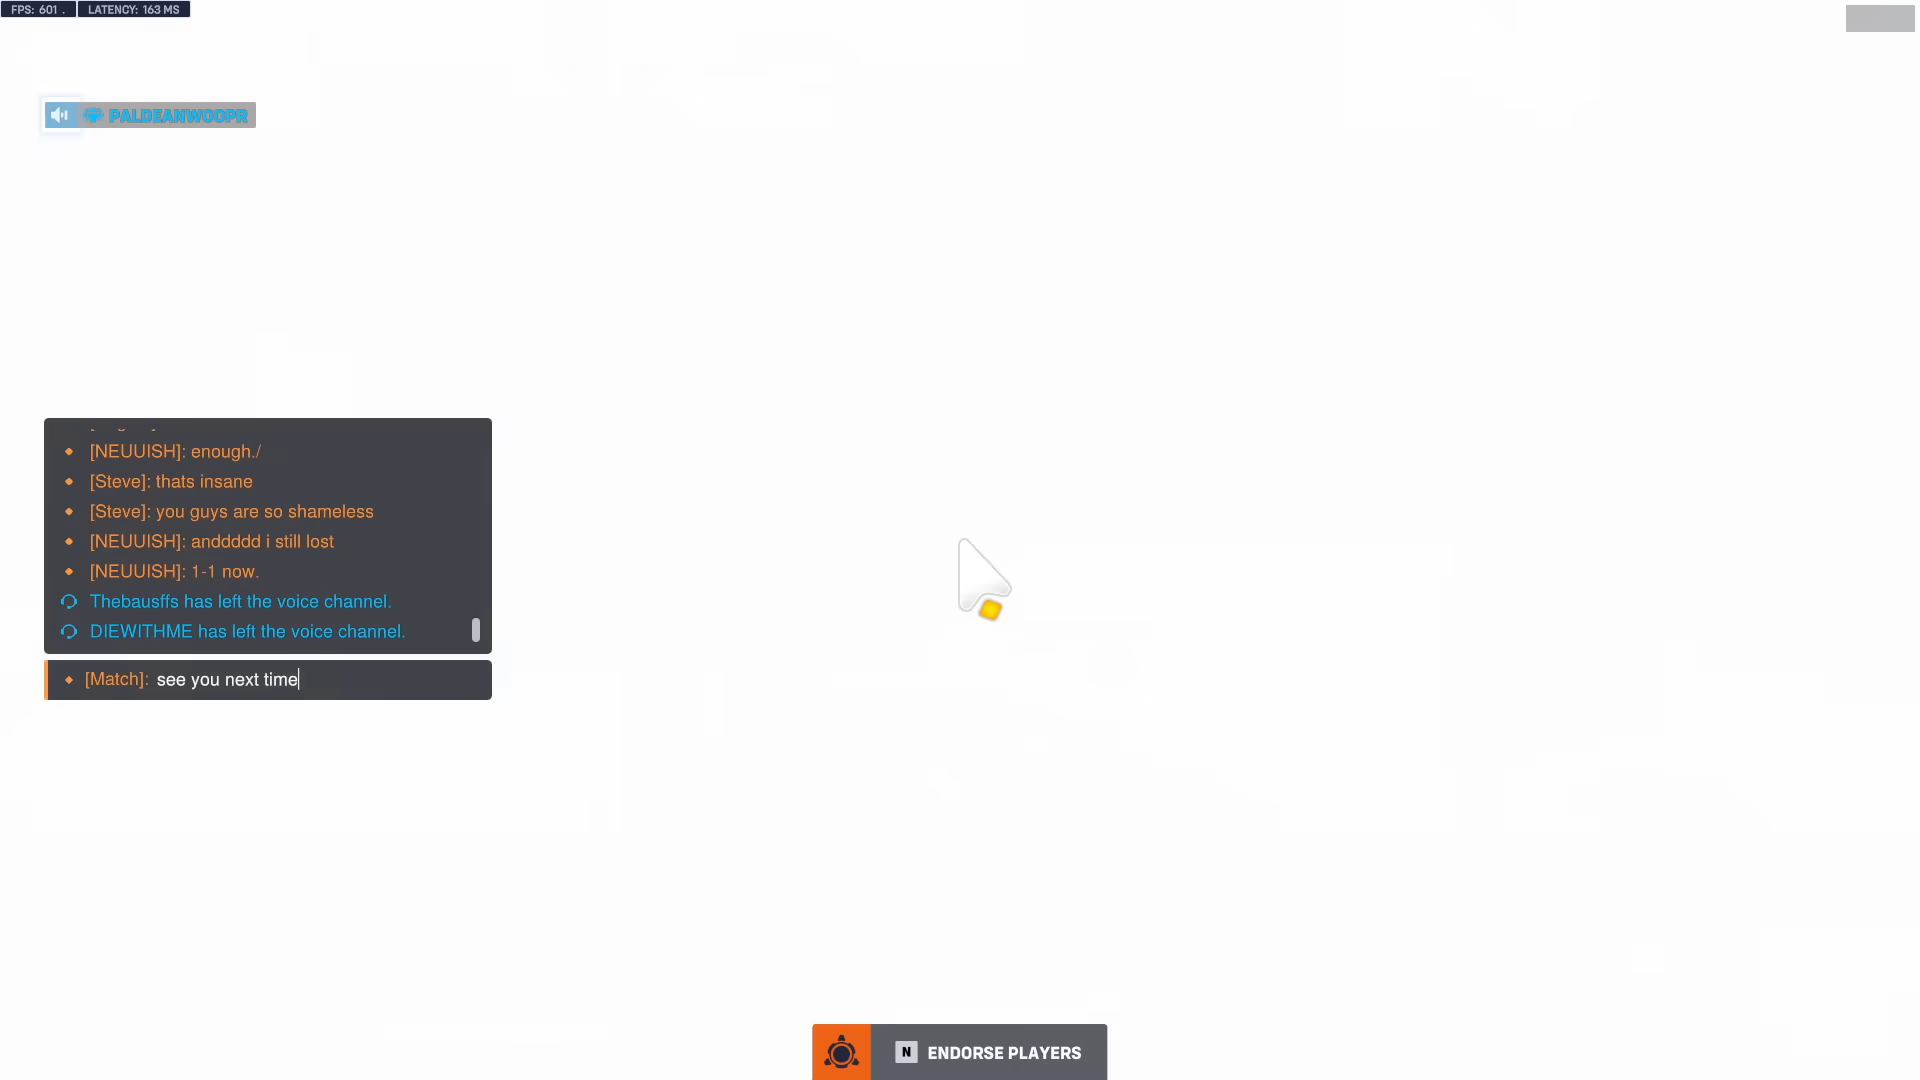 FPS: 601 . LATENCY: 163 MS
PALDEANWOOPR
[NEUUISH]: enough./
[Steve]: thats insane
[Steve]: you guys are so shameless
[NEUUISH]: anddddd i still lost
[NEUUISH]: 1-1 now.
Thebausffs has left the voice channel.
DIEWITHME has left the voice channel.
[Match]: see you next time
N ENDORSE PLAYERS